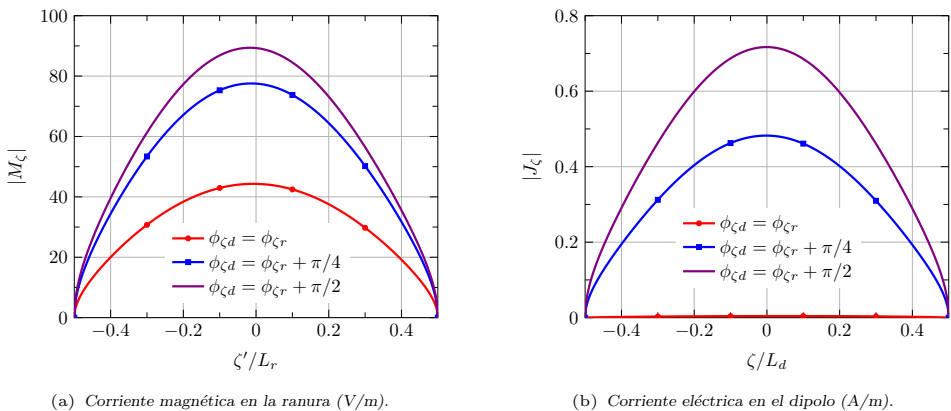 100
80
60
40
20
0
|M_ζ|
−0.4 −0.2 0 0.2 0.4
ζ′/L_r
ϕ_ζd = ϕ_ζr
ϕ_ζd = ϕ_ζr + π/4
ϕ_ζd = ϕ_ζr + π/2
(a) Corriente magnética en la ranura (V/m).
0.8
0.6
0.4
0.2
0
|J_ζ|
−0.4 −0.2 0 0.2 0.4
ζ/L_d
ϕ_ζd = ϕ_ζr
ϕ_ζd = ϕ_ζr + π/4
ϕ_ζd = ϕ_ζr + π/2
(b) Corriente eléctrica en el dipolo (A/m).